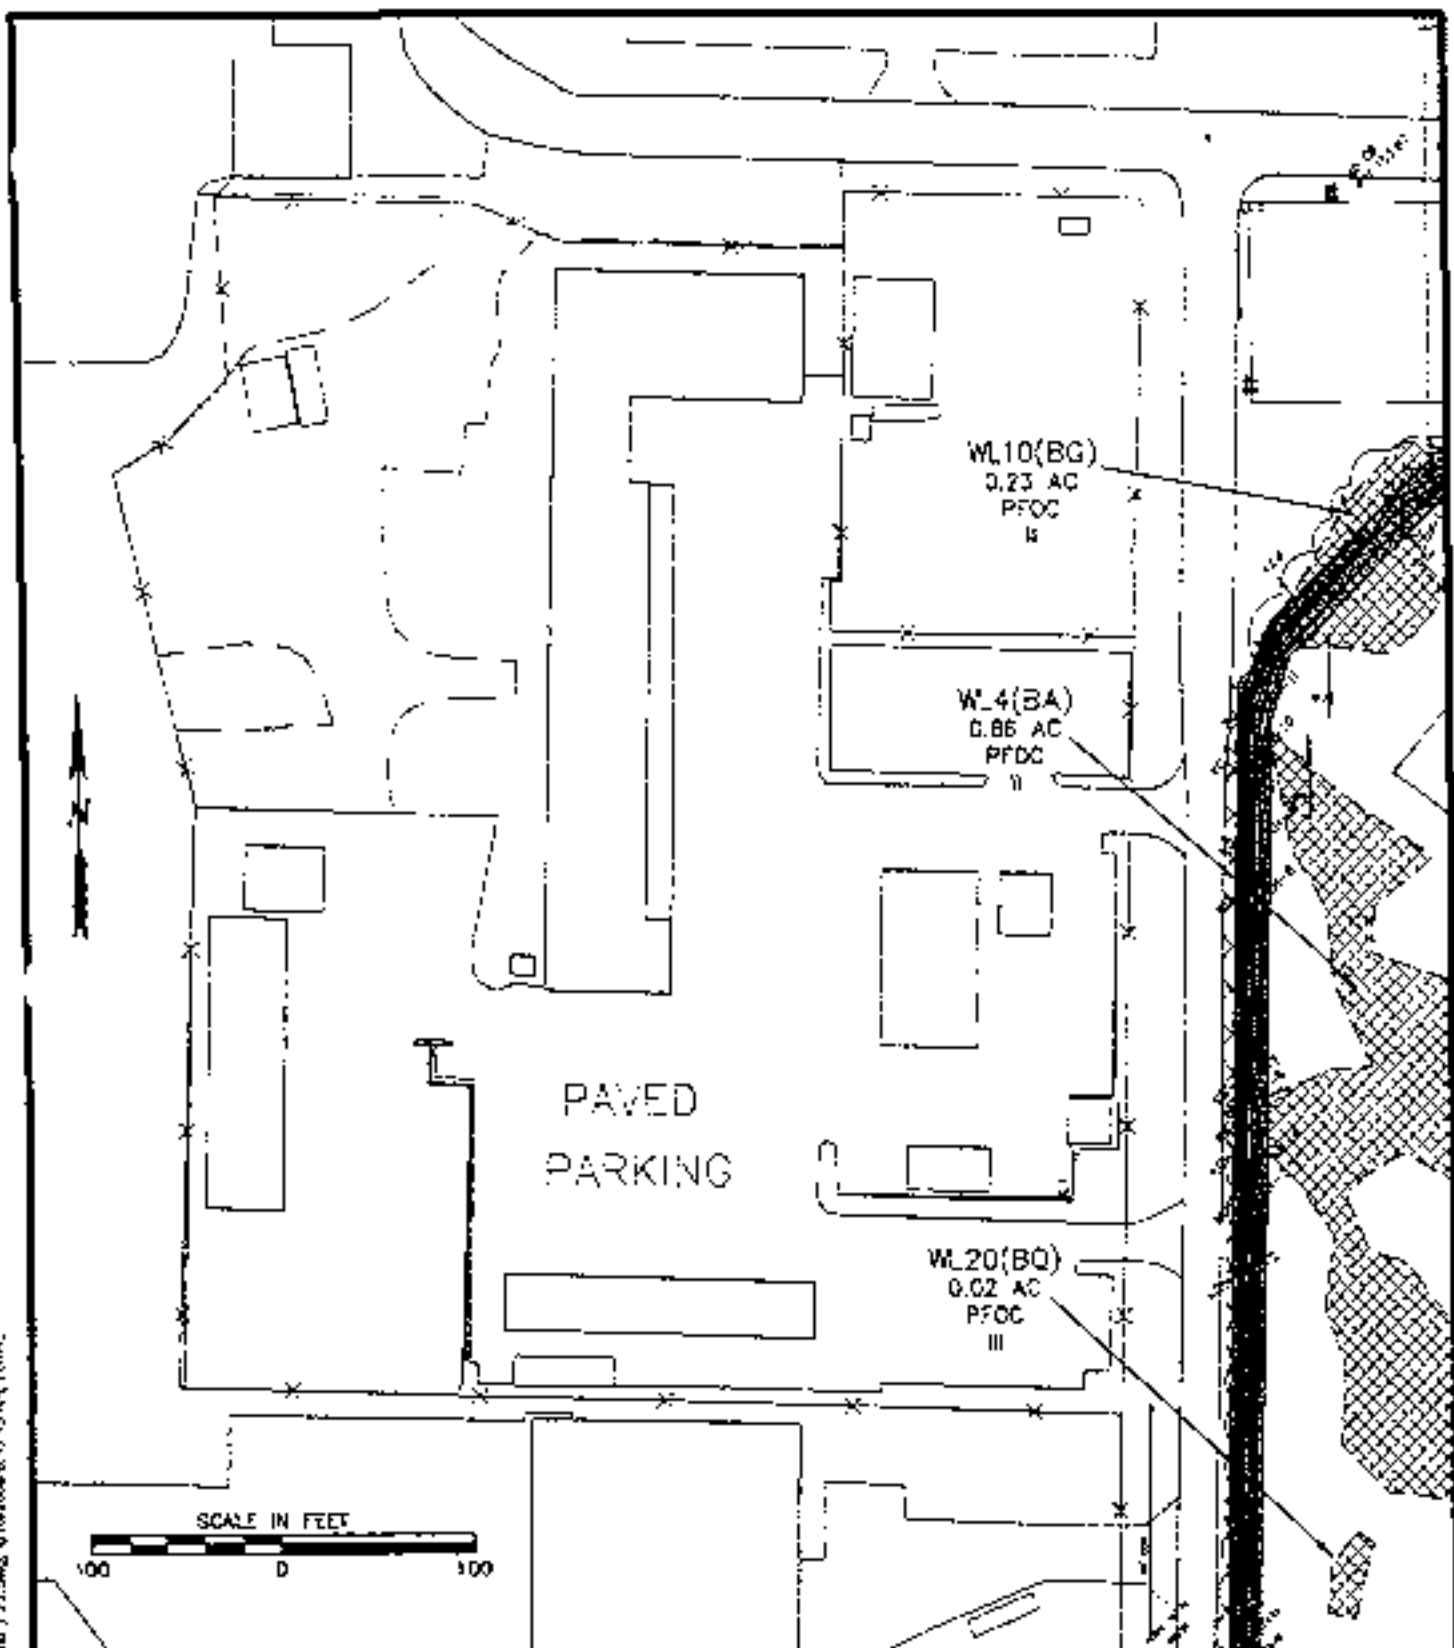 WL10(BG)
0.23 AC
PFOC
WL4(BA)
0.86 AC
PFOC
II
PAVED
PARKING
WL20(BQ)
0.02 AC
PFOC
III
N
SCALE IN FEET
100 0 100